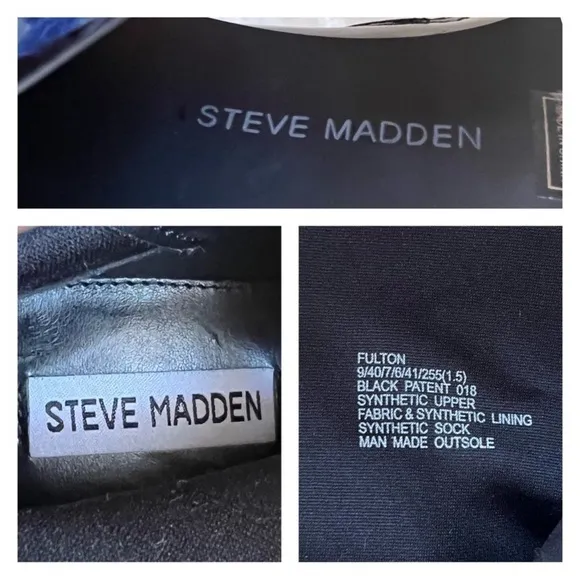 STEVE MADDEN
STEVE MADDEN
FULTON
9/40/7/6/41/255(1.5)
BLACK PATENT 018
SYNTHETIC UPPER
FABRIC & SYNTHETIC LINING
SYNTHETIC SOCK
MAN MADE OUTSOLE